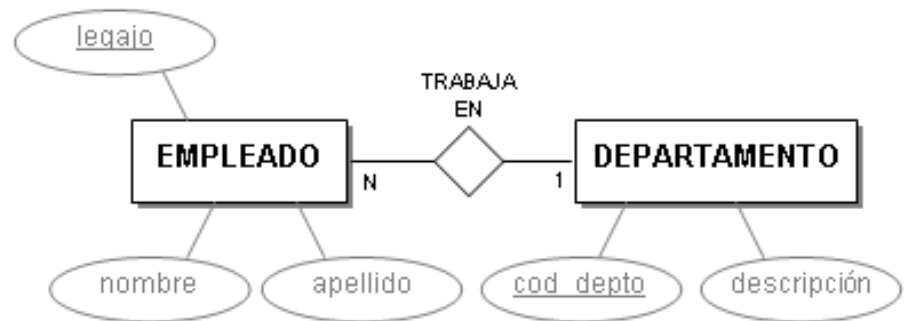 legajo
TRABAJA
EN
EMPLEADO
DEPARTAMENTO
N
1
nombre
apellido
cod_depto
descripción